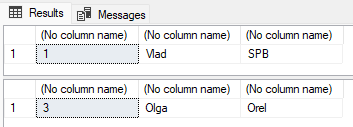 Results Messages
(No column name) (No column name) (No column name)
1 1 Vlad SPB
(No column name) (No column name) (No column name)
1 3 Olga Orel